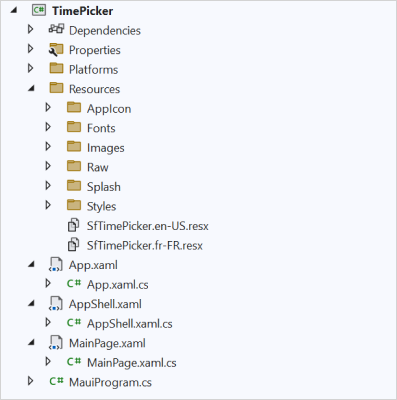 TimePicker
Dependencies
Properties
Platforms
Resources
AppIcon
Fonts
Images
Raw
Splash
Styles
SfTimePicker.en-US.resx
SfTimePicker.fr-FR.resx
App.xaml
C# App.xaml.cs
AppShell.xaml
C# AppShell.xaml.cs
MainPage.xaml
C# MainPage.xaml.cs
C# MauiProgram.cs